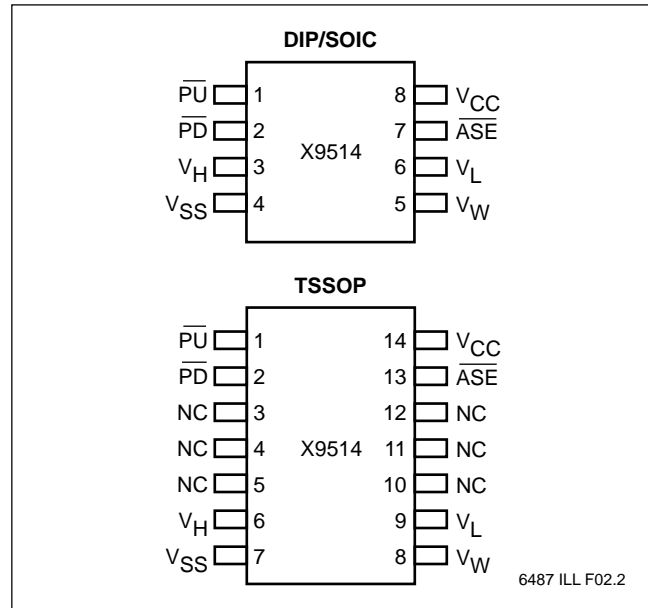 DIP/SOIC
PU 1 8 VCC
PD 2 7 ASE
X9514
VH 3 6 VL
VSS 4 5 VW
TSSOP
PU 1 14 VCC
PD 2 13 ASE
NC 3 12 NC
NC 4 X9514 11 NC
NC 5 10 NC
VH 6 9 VL
VSS 7 8 VW
6487 ILL F02.2